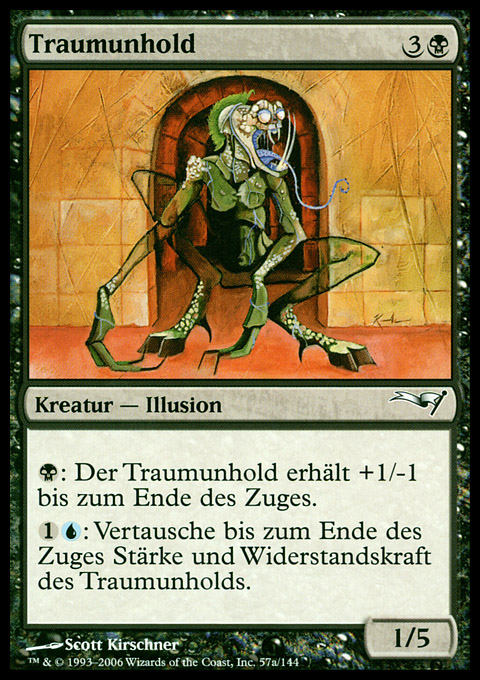 Traumunhold 3
Kreatur — Illusion
: Der Traumunhold erhält +1/-1
bis zum Ende des Zuges.
1 : Vertausche bis zum Ende des
Zuges Stärke und Widerstandskraft
des Traumunholds.
Scott Kirschner
1/5
™ & © 1993–2006 Wizards of the Coast, Inc. 57a/144